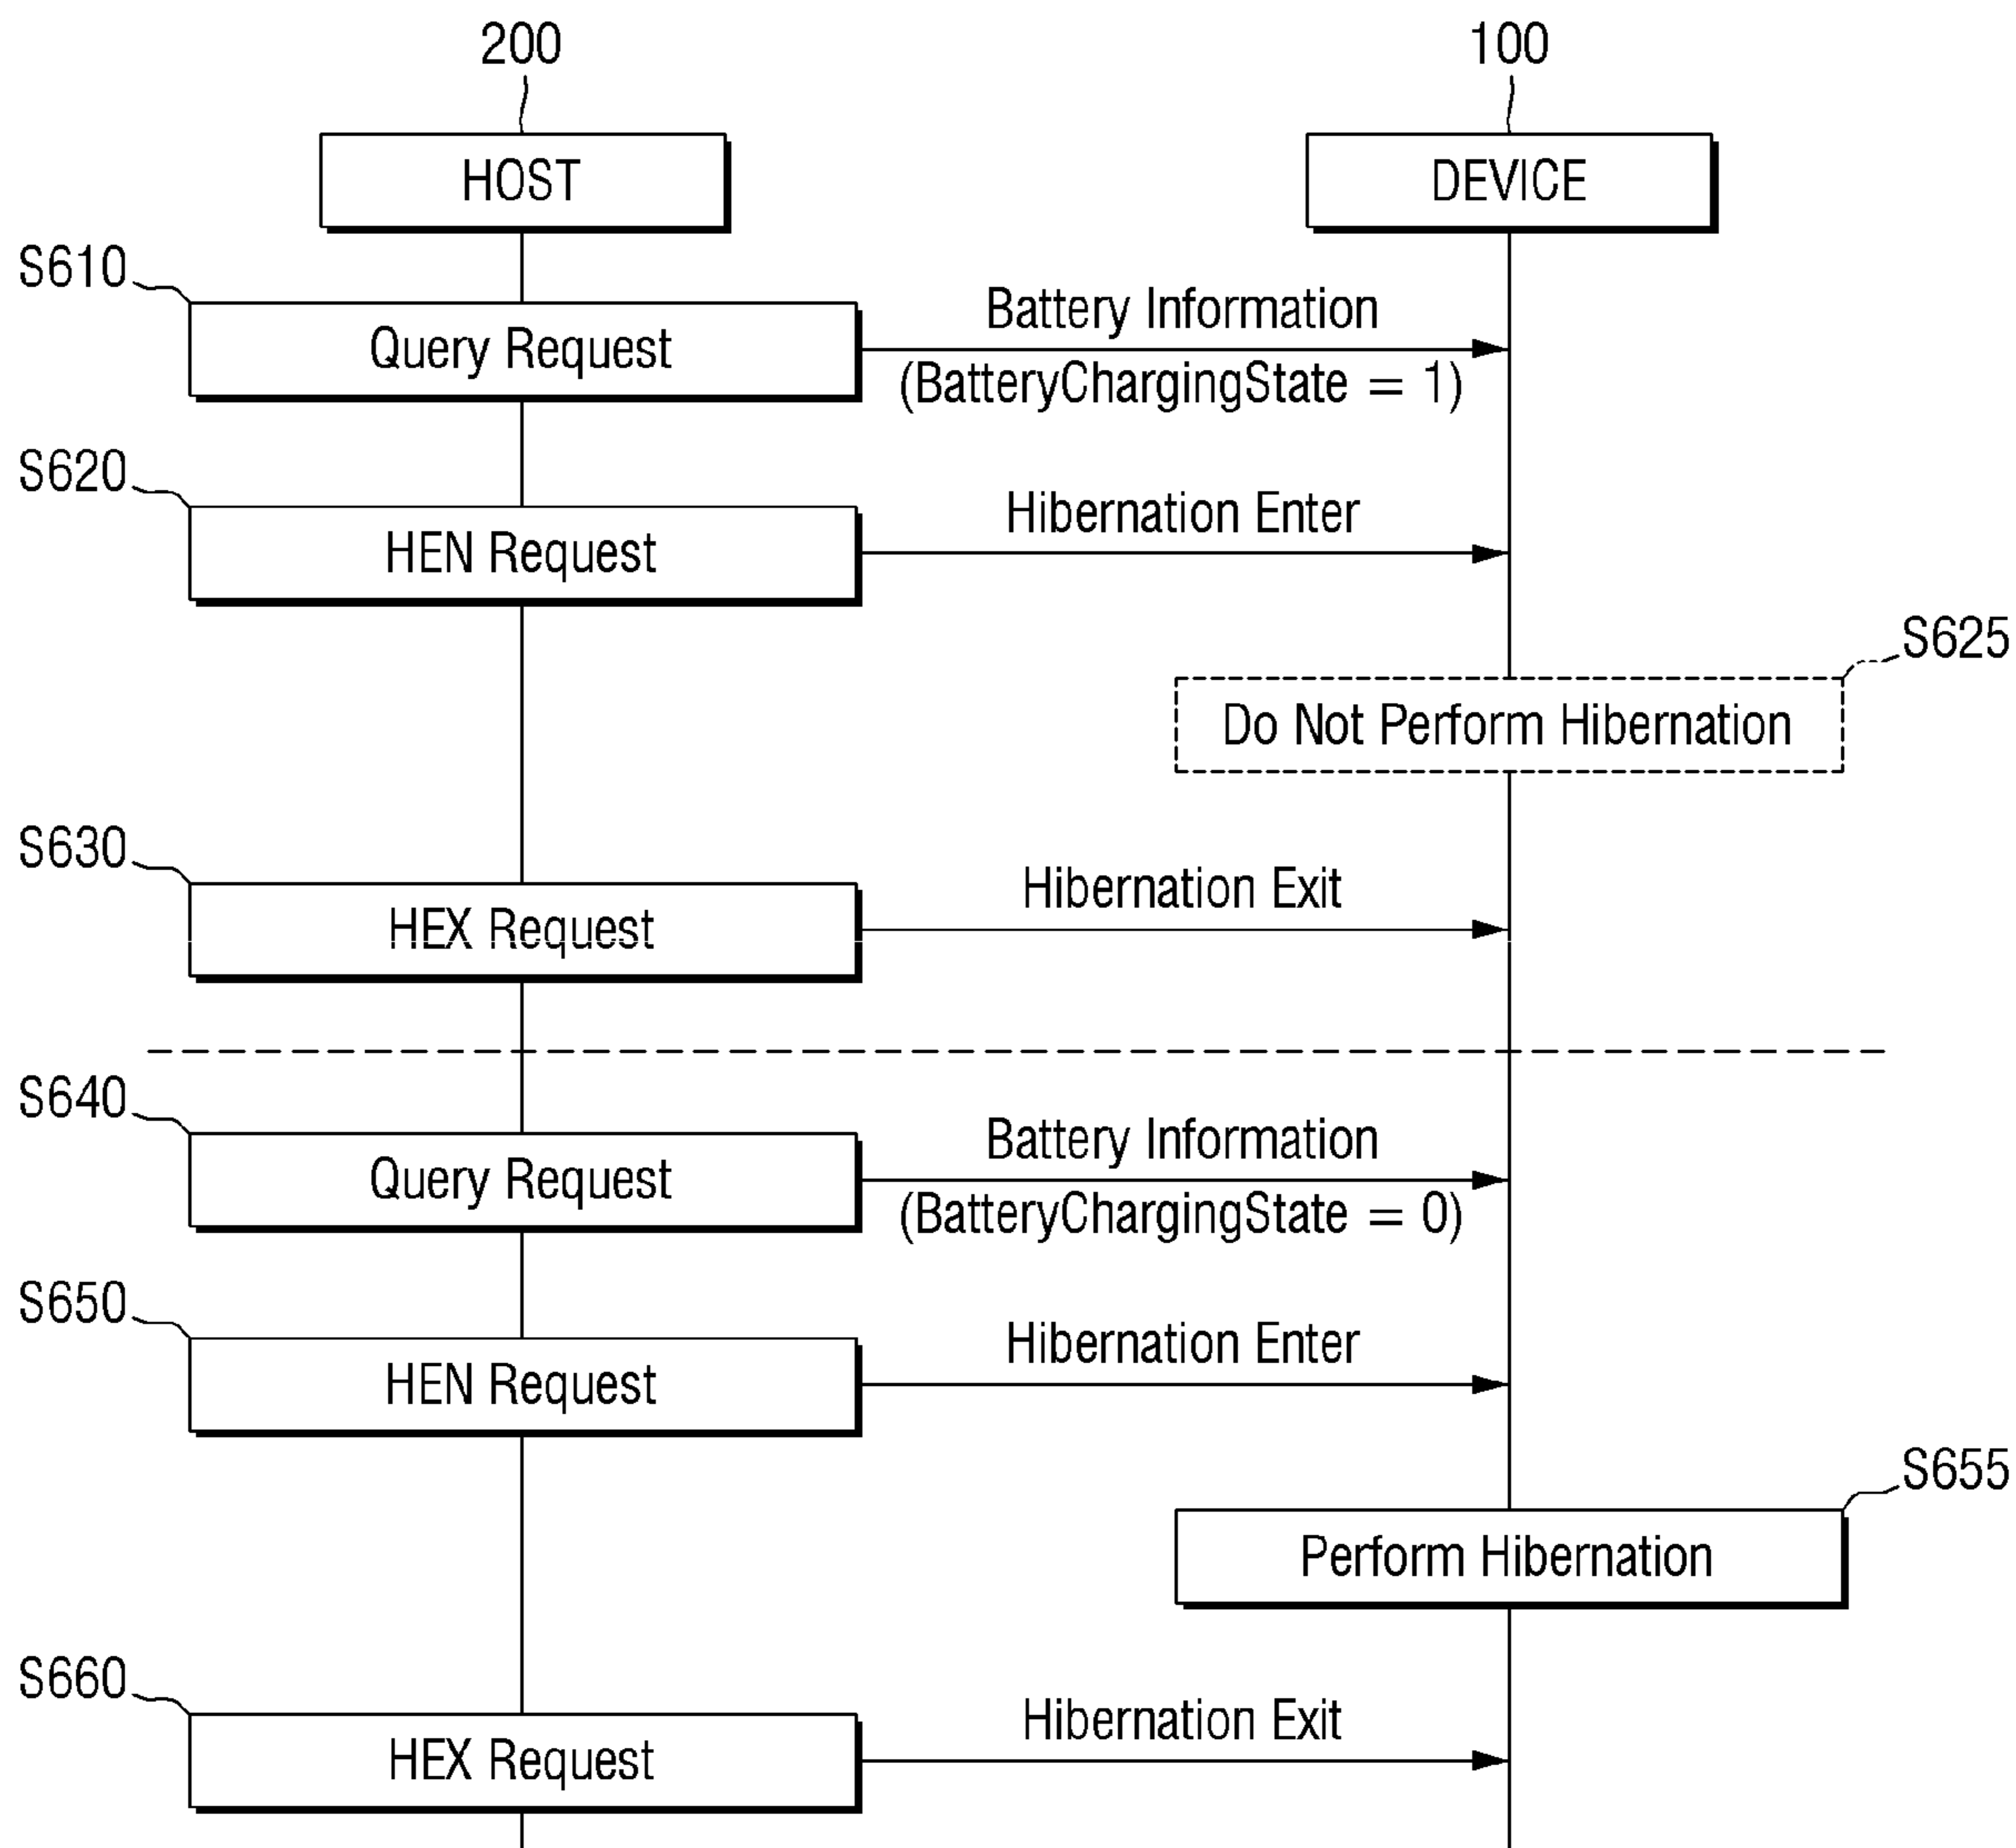 200
100
HOST
DEVICE
S610
Query Request
Battery Information
(BatteryChargingState = 1)
S620
HEN Request
Hibernation Enter
S625
Do Not Perform Hibernation
S630
HEX Request
Hibernation Exit
S640
Query Request
Battery Information
(BatteryChargingState = 0)
S650
HEN Request
Hibernation Enter
S655
Perform Hibernation
S660
HEX Request
Hibernation Exit